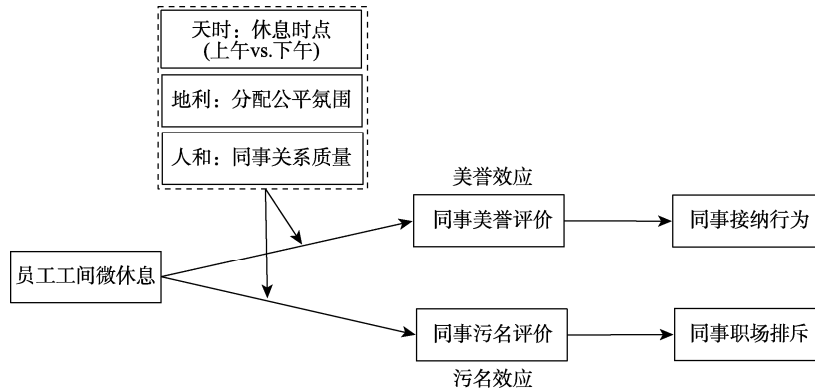 天时：休息时点
(上午vs.下午)
地利：分配公平氛围
人和：同事关系质量
美誉效应
同事美誉评价
同事接纳行为
员工工间微休息
同事污名评价
同事职场排斥
污名效应